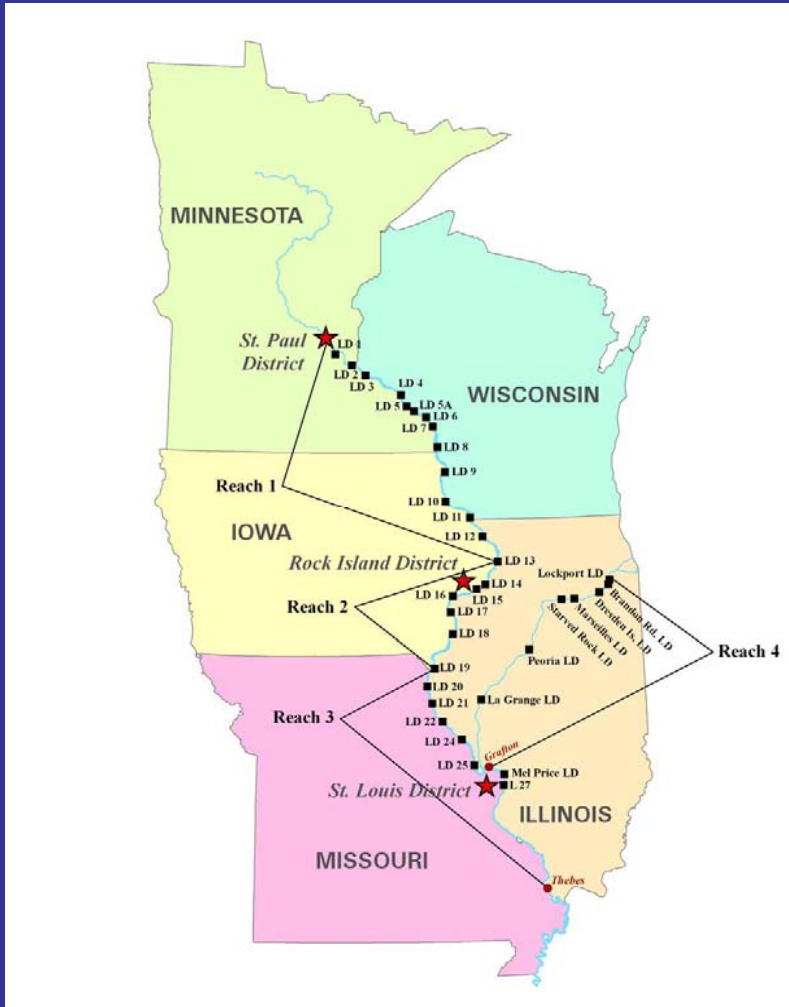 MINNESOTA
St. Paul
District
LD 1
LD 2
LD 3
LD 4
LD 5
LD 5A
LD 6
LD 7
WISCONSIN
LD 8
LD 9
Reach 1
LD 10
LD 11
IOWA
LD 12
Rock Island District
LD 13
Lockport LD
Brandon Rd. LD
Dresden Is. LD
Marseilles LD
Starved Rock LD
LD 14
LD 15
LD 16
Reach 2
LD 17
LD 18
Peoria LD
Reach 4
LD 19
LD 20
La Grange LD
LD 21
Reach 3
LD 22
LD 24
Grafton
LD 25
Mel Price LD
St. Louis District
L 27
ILLINOIS
MISSOURI
Thebes